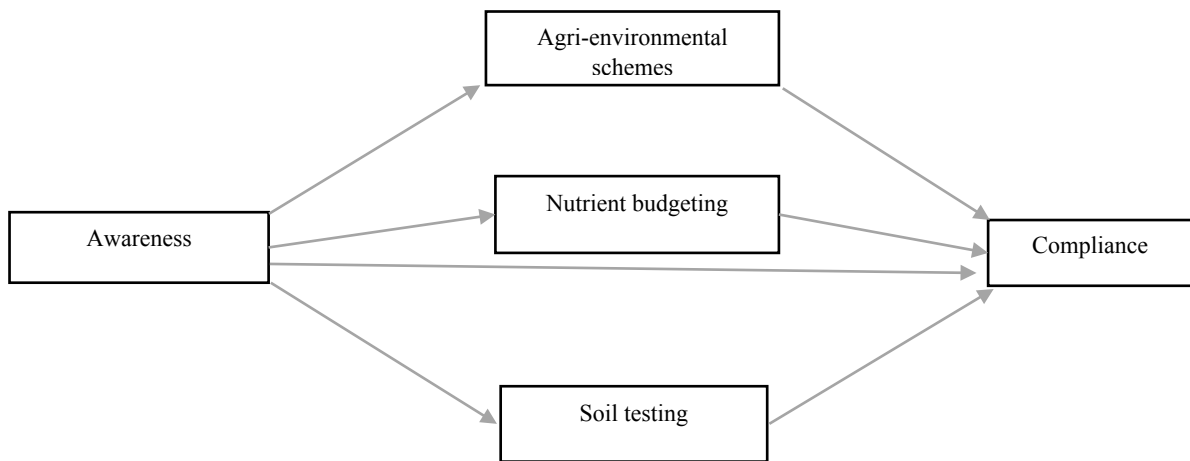 Agri-environmental
schemes
Nutrient budgeting
Awareness
Compliance
Soil testing